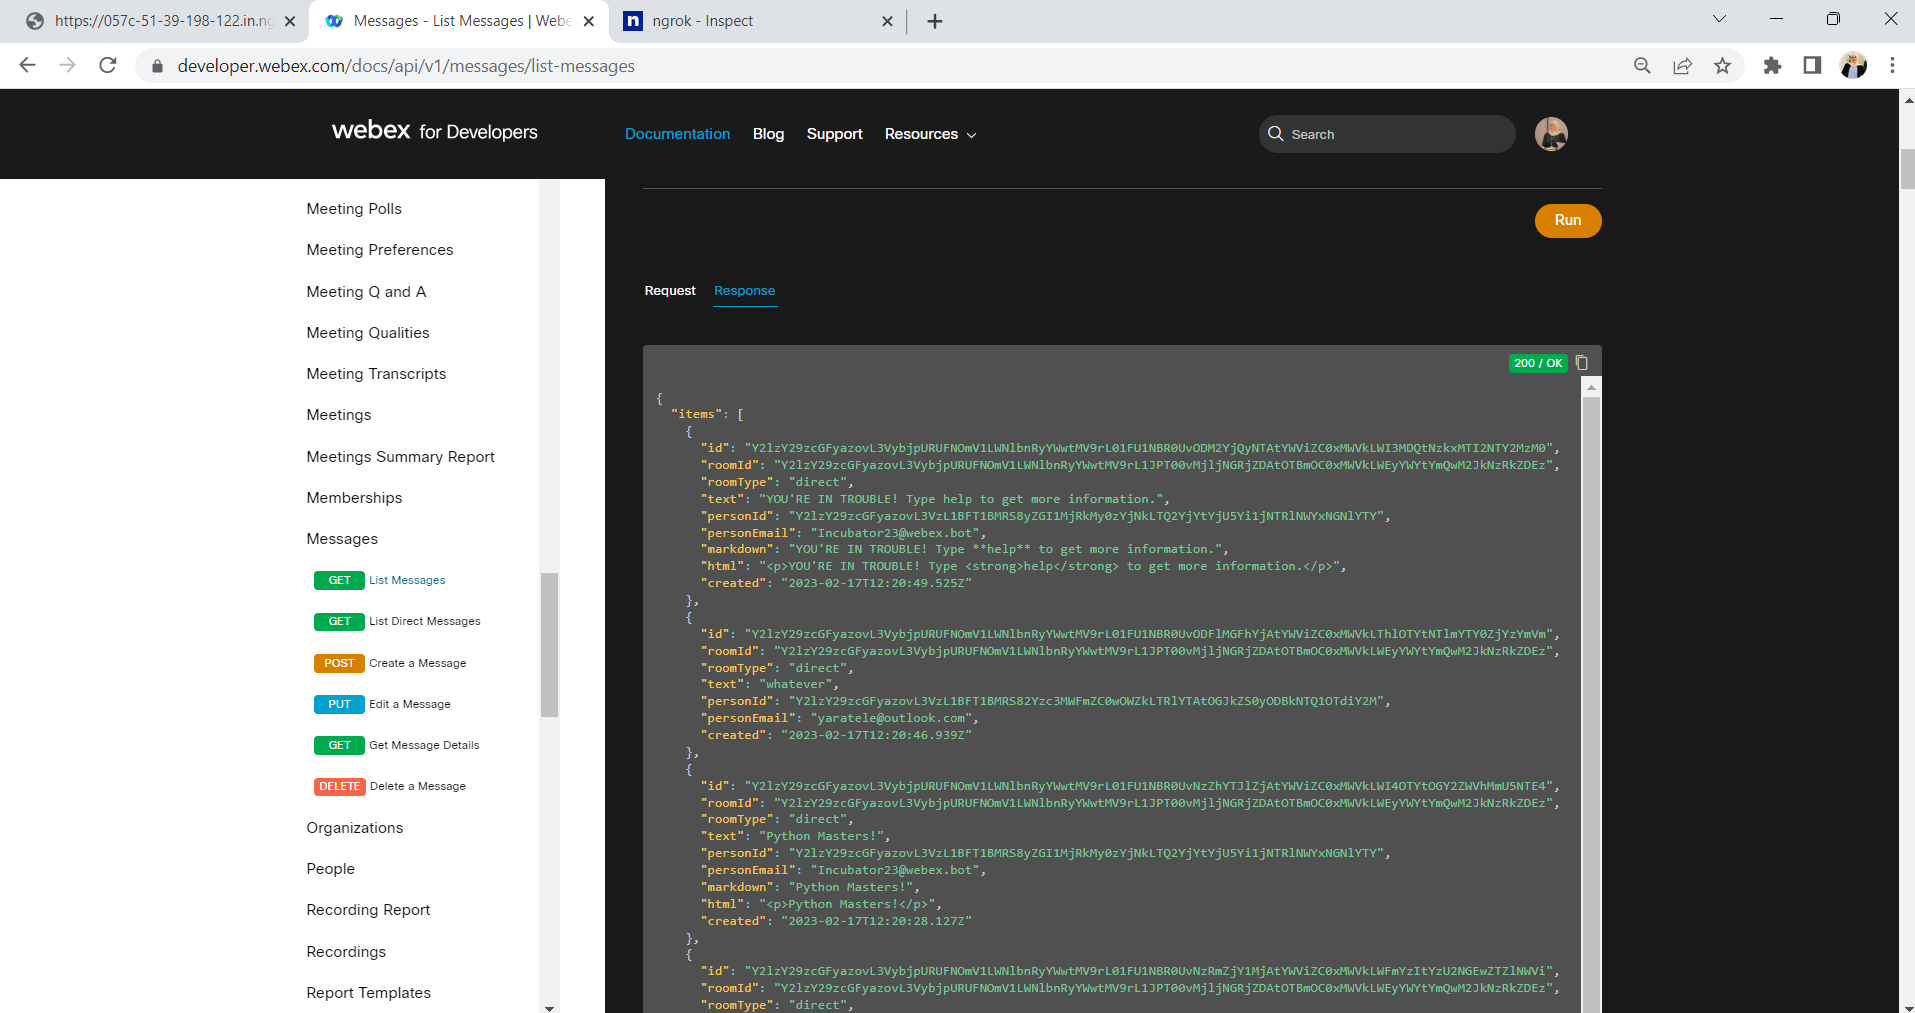 https://057c-51-39-198-122.in.ng
Messages - List Messages | Webe
ngrok - Inspect
developer.webex.com/docs/api/v1/messages/list-messages
webex for Developers
Documentation
Blog
Support
Resources
Search
Meeting Polls
Meeting Preferences
Meeting Q and A
Meeting Qualities
Meeting Transcripts
Meetings
Meetings Summary Report
Memberships
Messages
GET List Messages
GET List Direct Messages
POST Create a Message
PUT Edit a Message
GET Get Message Details
DELETE Delete a Message
Organizations
People
Recording Report
Recordings
Report Templates
Run
Request Response
200 / OK
{
"items": [
{
"id": "Y2lzY29zcGFyazovL3VybjpURUFNOmV1LWNlbnRyYWwtMV9rL01FU1NBR0UvODM2YjQyNTAtYWViZC0xMWVkLWI3MDQtNzkxMTI2NTY2MzM0",
"roomId": "Y2lzY29zcGFyazovL3VybjpURUFNOmV1LWNlbnRyYWwtMV9rL1JPT00vMjljNGRjZDAtOTBmOC0xMWVkLWEyYWYtYmQwM2JkNzRkZDEz",
"roomType": "direct",
"text": "YOU'RE IN TROUBLE! Type help to get more information.",
"personId": "Y2lzY29zcGFyazovL3VzL1BFT1BMRS8yZGI1MjRkMy0zYjNkLTQ2YjYtYjU5Yi1jNTRlNWYxNGNlYTY",
"personEmail": "Incubator23@webex.bot",
"markdown": "YOU'RE IN TROUBLE! Type **help** to get more information.",
"html": "<p>YOU'RE IN TROUBLE! Type <strong>help</strong> to get more information.</p>",
"created": "2023-02-17T12:20:49.525Z"
},
{
"id": "Y2lzY29zcGFyazovL3VybjpURUFNOmV1LWNlbnRyYWwtMV9rL01FU1NBR0UvODFlMGFhYjAtYWViZC0xMWVkLThlOTYtNTlmYTY0ZjYzYmVm",
"roomId": "Y2lzY29zcGFyazovL3VybjpURUFNOmV1LWNlbnRyYWwtMV9rL1JPT00vMjljNGRjZDAtOTBmOC0xMWVkLWEyYWYtYmQwM2JkNzRkZDEz",
"roomType": "direct",
"text": "whatever",
"personId": "Y2lzY29zcGFyazovL3VzL1BFT1BMRS82Yzc3MWFmZC0wOWZkLTRlYTAtOGJkZS0yODBkNTQ1OTdiY2M",
"personEmail": "yaratele@outlook.com",
"created": "2023-02-17T12:20:46.939Z"
},
{
"id": "Y2lzY29zcGFyazovL3VybjpURUFNOmV1LWNlbnRyYWwtMV9rL01FU1NBR0UvNzZhYTJlZjAtYWViZC0xMWVkLWI4OTYtOGY2ZWVhMmU5NTE4",
"roomId": "Y2lzY29zcGFyazovL3VybjpURUFNOmV1LWNlbnRyYWwtMV9rL1JPT00vMjljNGRjZDAtOTBmOC0xMWVkLWEyYWYtYmQwM2JkNzRkZDEz",
"roomType": "direct",
"text": "Python Masters!",
"personId": "Y2lzY29zcGFyazovL3VzL1BFT1BMRS8yZGI1MjRkMy0zYjNkLTQ2YjYtYjU5Yi1jNTRlNWYxNGNlYTY",
"personEmail": "Incubator23@webex.bot",
"markdown": "Python Masters!",
"html": "<p>Python Masters!</p>",
"created": "2023-02-17T12:20:28.127Z"
},
{
"id": "Y2lzY29zcGFyazovL3VybjpURUFNOmV1LWNlbnRyYWwtMV9rL01FU1NBR0UvNzRmZjY1MjAtYWViZC0xMWVkLWFmYzItYzU2NGEwZTZlNWVi",
"roomId": "Y2lzY29zcGFyazovL3VybjpURUFNOmV1LWNlbnRyYWwtMV9rL1JPT00vMjljNGRjZDAtOTBmOC0xMWVkLWEyYWYtYmQwM2JkNzRkZDEz",
"roomType": "direct",